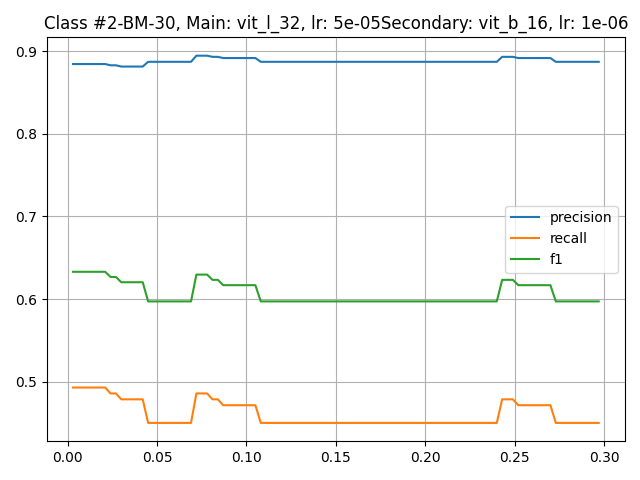 Class #2-BM-30, Main: vit_l_32, lr: 5e-05Secondary: vit_b_16, lr: 1e-06
0.9
0.8
0.7
0.6
0.5
precision
recall
f1
0.00 0.05 0.10 0.15 0.20 0.25 0.30